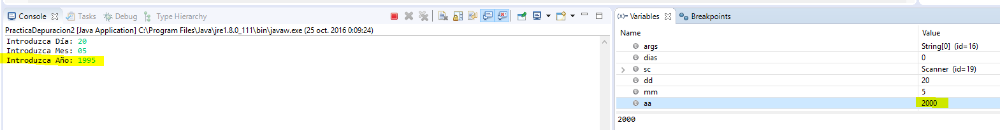 Console Tasks Debug Type Hierarchy
PracticaDepuracion2 [Java Application] C:\Program Files\Java\jre1.8.0_111\bin\javaw.exe (25 oct. 2016 0:09:24)
Introduzca Día: 20
Introduzca Mes: 05
Introduzca Año: 1995
(x)= Variables Breakpoints
Name Value
args String[0] (id=16)
dias 0
sc Scanner (id=19)
dd 20
mm 5
aa 2000
2000